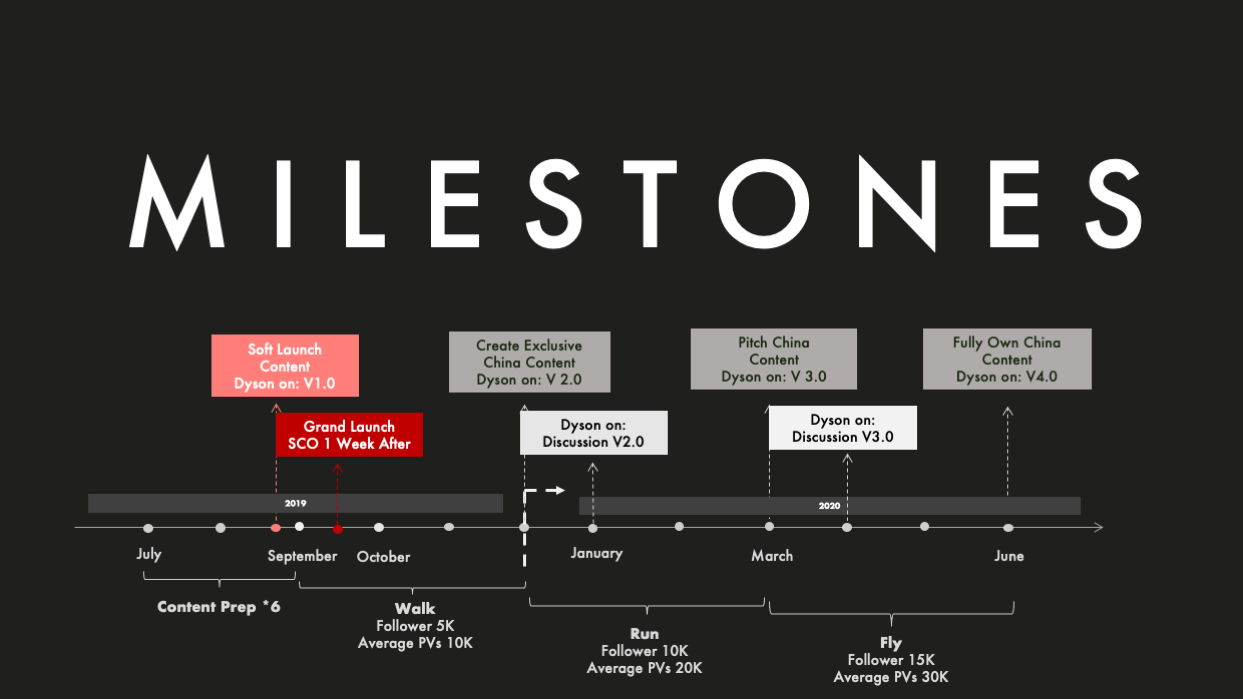 MILESTONES
Soft Launch
Content
Dyson on: V1.0
Grand Launch
SCO 1 Week After
Create Exclusive
China Content
Dyson on: V 2.0
Dyson on:
Discussion V2.0
Pitch China
Content
Dyson on: V 3.0
Dyson on:
Discussion V3.0
Fully Own China
Content
Dyson on: V4.0
2019
2020
July
September
October
January
March
June
Content Prep *6
Walk
Follower 5K
Average PVs 10K
Run
Follower 10K
Average PVs 20K
Fly
Follower 15K
Average PVs 30K